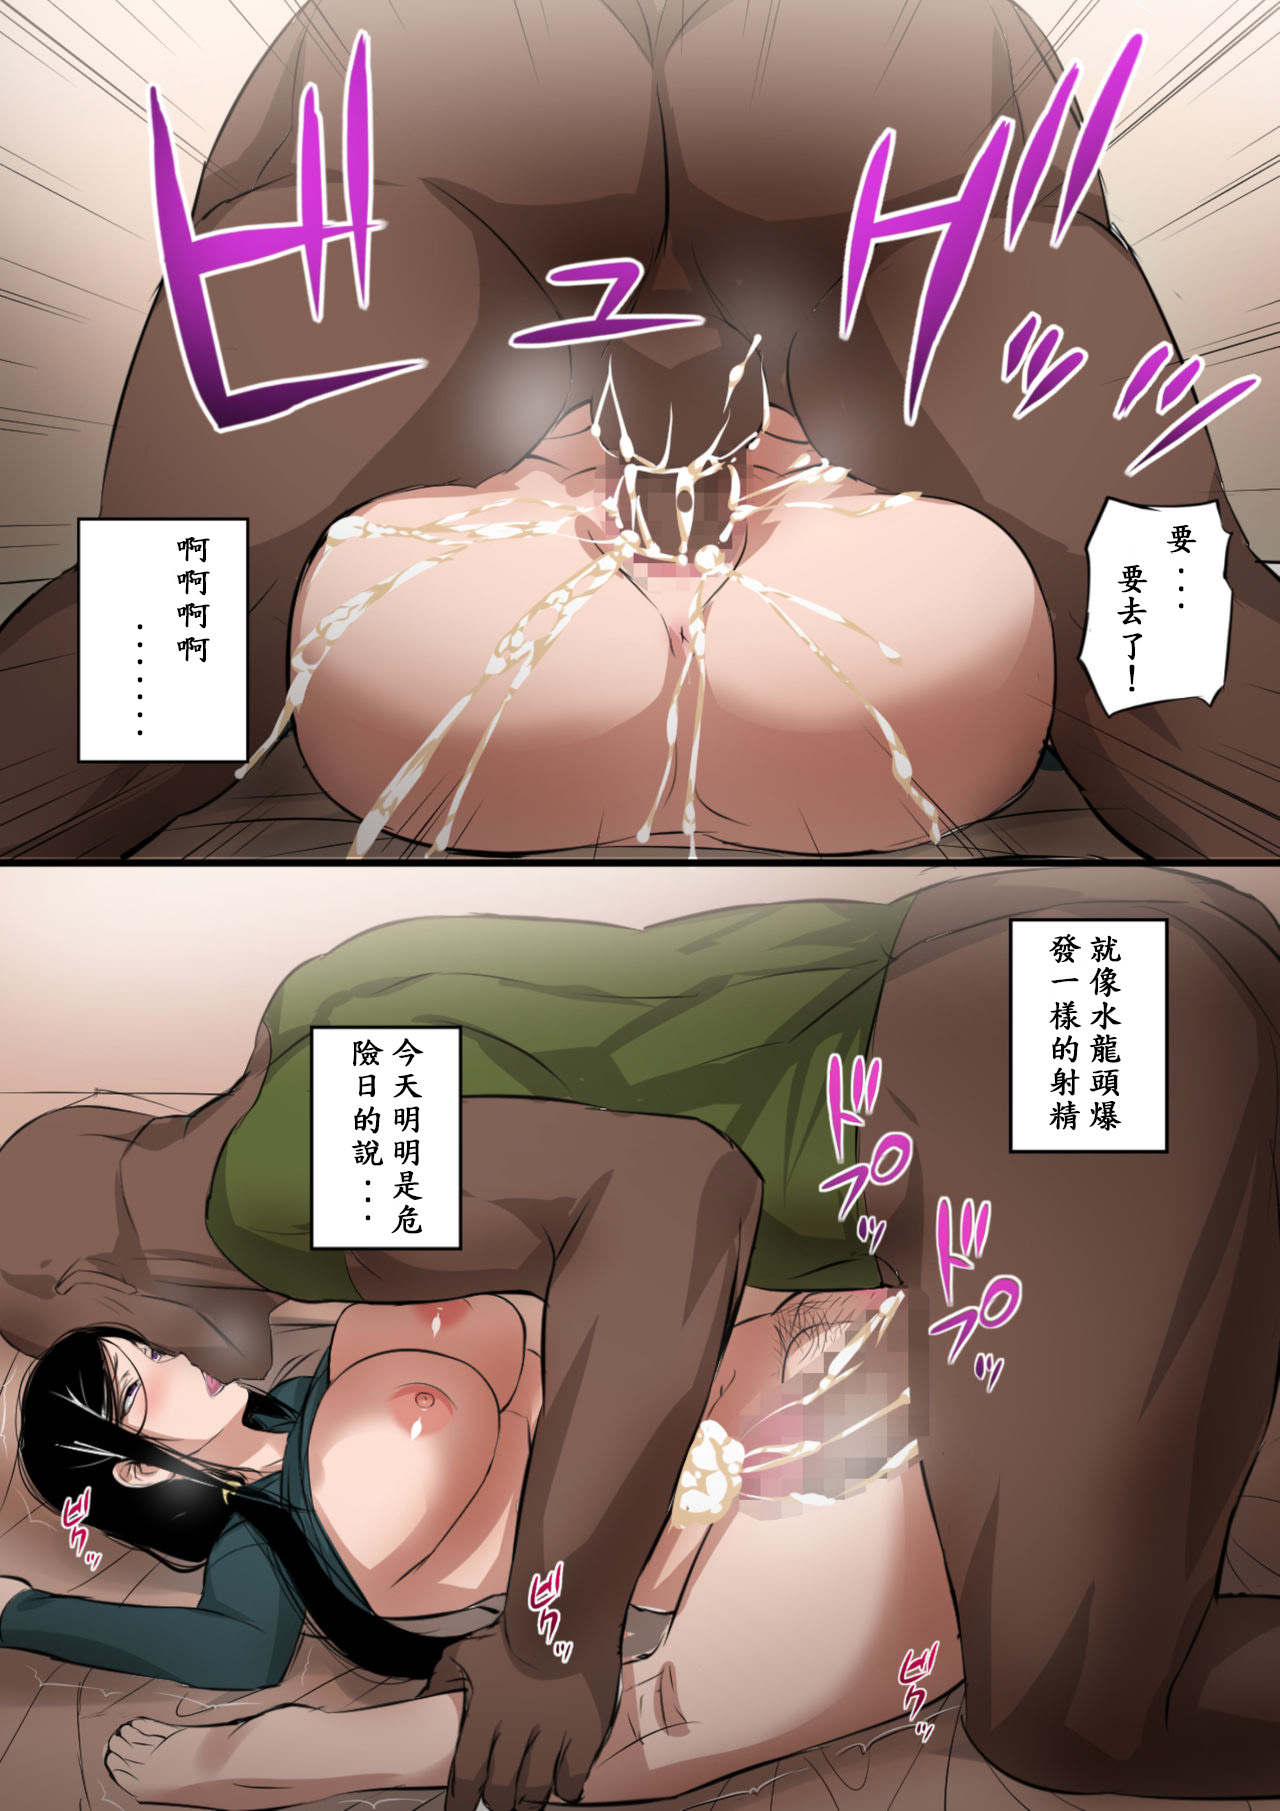 ビュ
ゲッッ
要・・・
要去了！
啊啊啊啊
・・・・・・・
就像水龍頭爆
發一樣的射精
今天明明是危
險日的說・・・
ドプッ
ドプッ
ビクッ
ビクッ
ビクッ